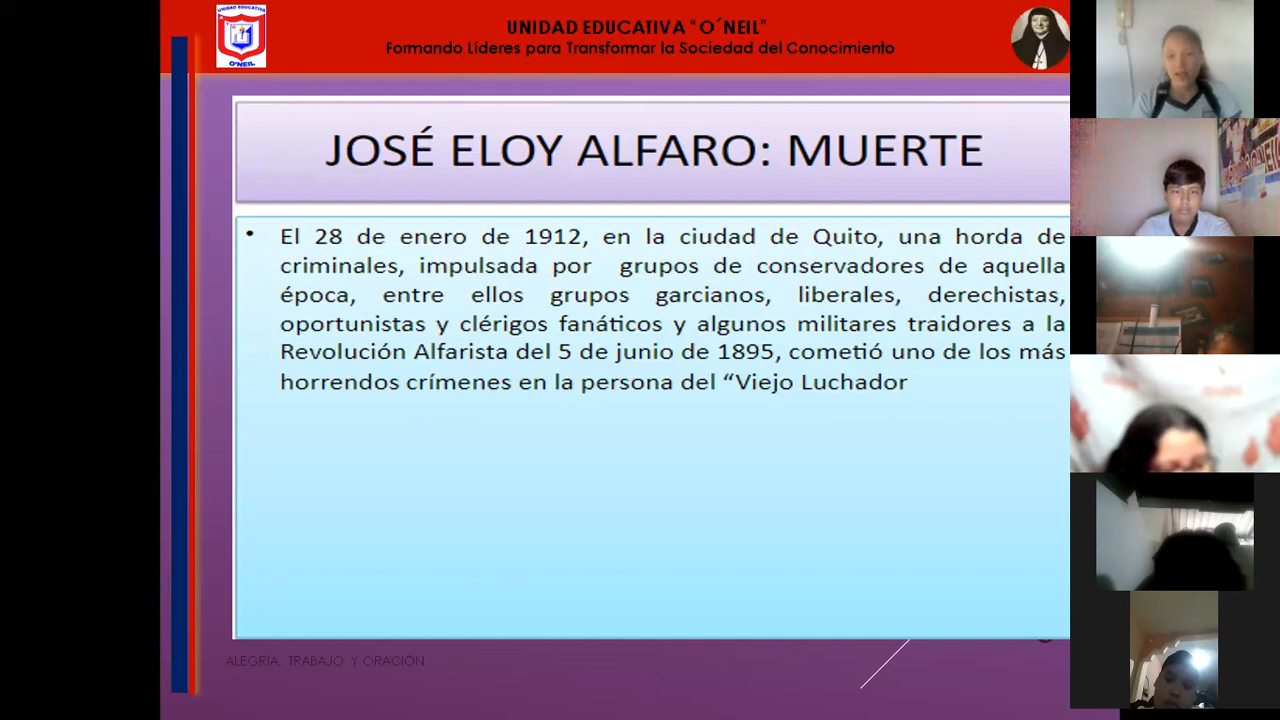 UNIDAD EDUCATIVA “O´NEIL”
Formando Líderes para Transformar la Sociedad del Conocimiento
UNIDAD EDUCATIVA
O'NEIL
JOSÉ ELOY ALFARO: MUERTE
• El 28 de enero de 1912, en la ciudad de Quito, una horda de
criminales, impulsada por grupos de conservadores de aquella
época, entre ellos grupos garcianos, liberales, derechistas,
oportunistas y clérigos fanáticos y algunos militares traidores a la
Revolución Alfarista del 5 de junio de 1895, cometió uno de los más
horrendos crímenes en la persona del “Viejo Luchador
ALEGRÍA, TRABAJO Y ORACIÓN